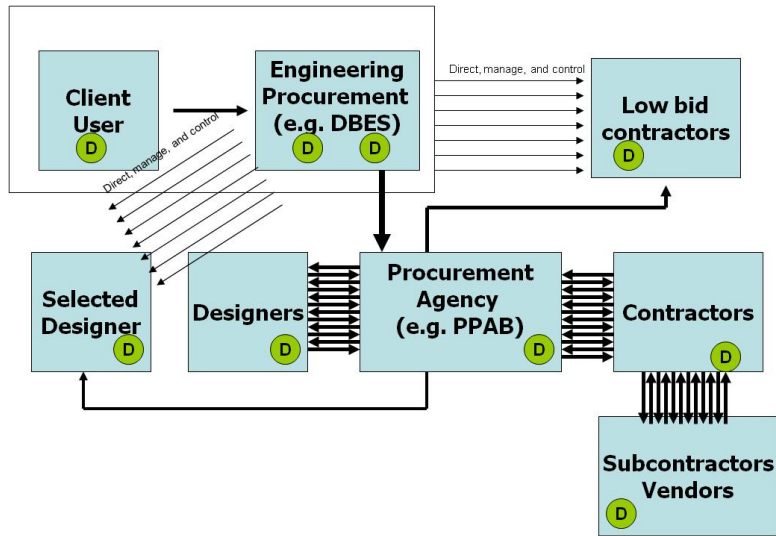 Client
User
D
Engineering
Procurement
(e.g. DBES)
D
D
Direct, manage, and control
Low bid
contractors
D
Direct, manage, and control
Selected
Designer
D
Designers
D
Procurement
Agency
(e.g. PPAB)
D
Contractors
D
Subcontractors
Vendors
D